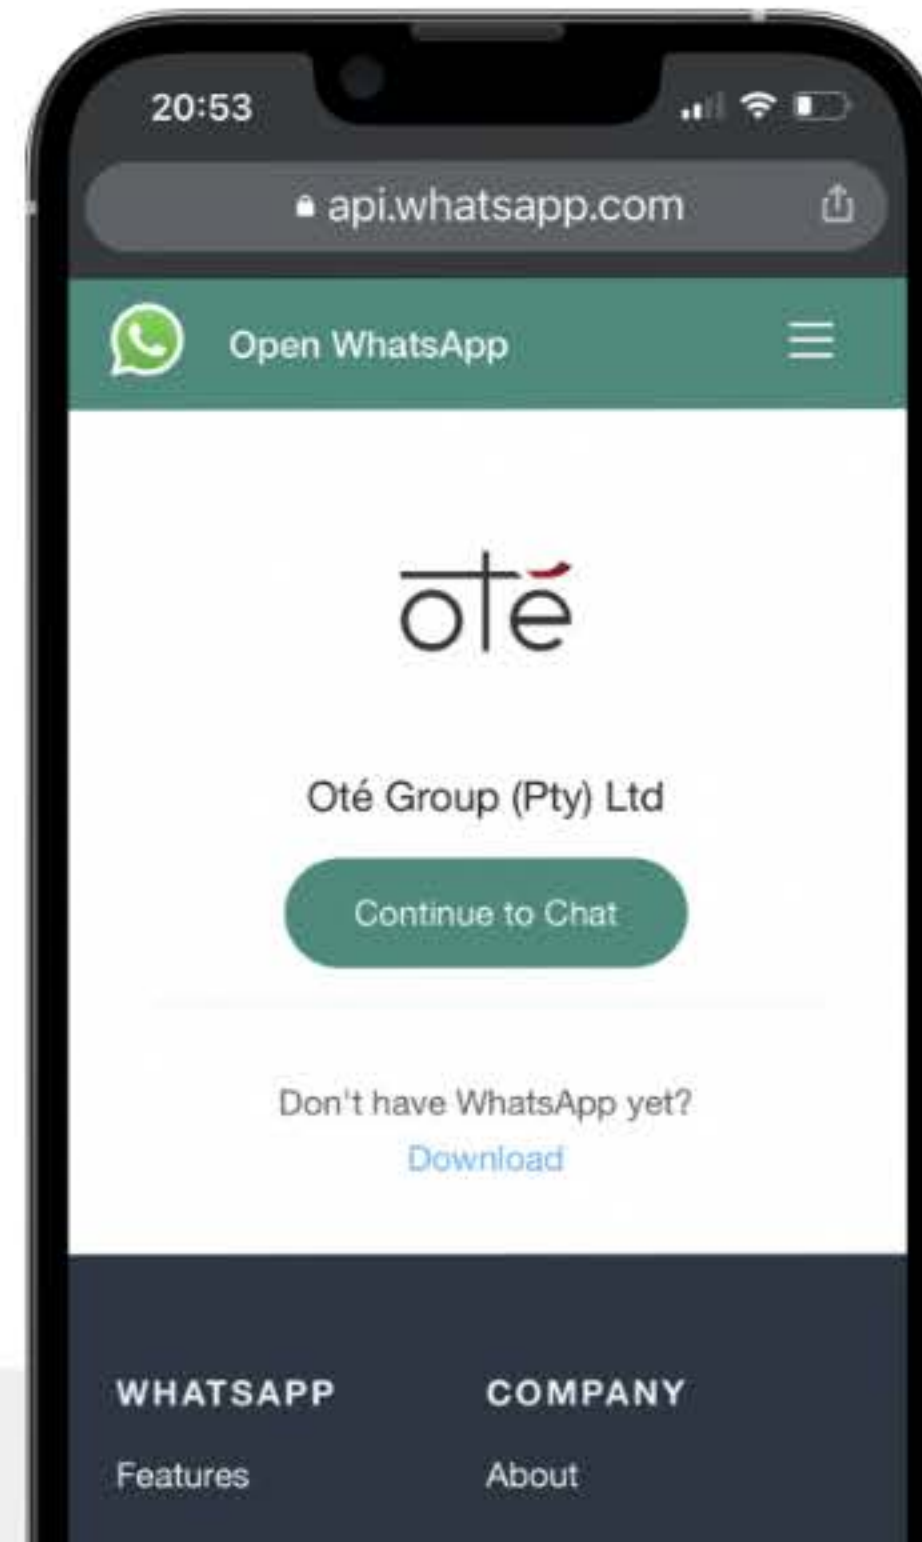 20:53
api.whatsapp.com
Open WhatsApp
oté
Oté Group (Pty) Ltd
Continue to Chat
Don't have WhatsApp yet?
Download
WHATSAPP COMPANY
Features About